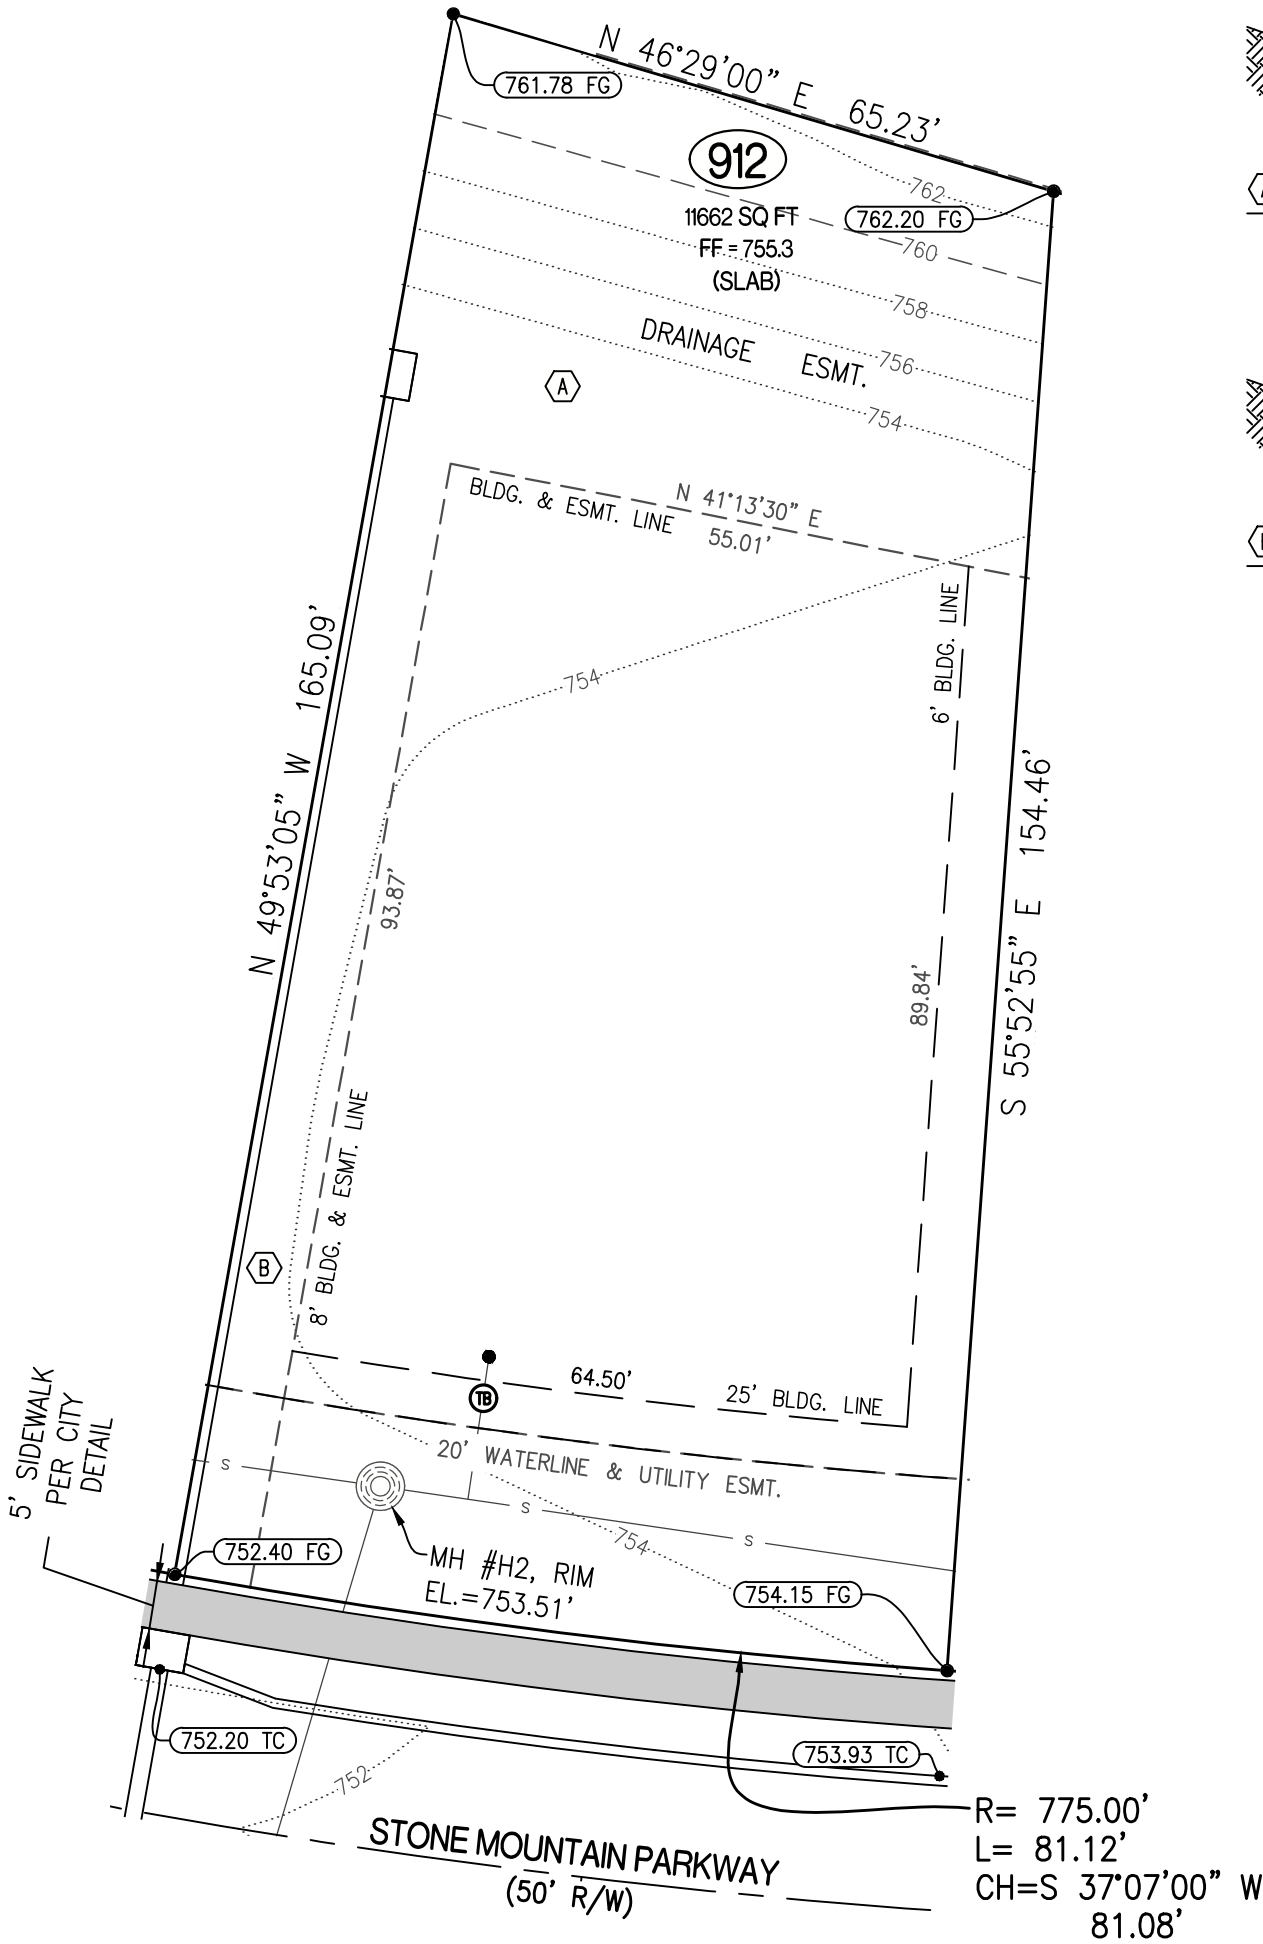 N 46°29'00" E 65.23'
761.78 FG
912
11662 SQ FT
FF = 755.3
(SLAB)
762
762.20 FG
760
758
DRAINAGE ESMT.
756
A
754
BLDG. & ESMT. LINE
N 41°13'30" E
55.01'
6' BLDG. LINE
754
N 49°53'05" W 165.09'
93.87'
S 55°52'55" E 154.46'
89.84'
8' BLDG. & ESMT. LINE
B
64.50'
25' BLDG. LINE
TB
20' WATERLINE & UTILITY ESMT.
S
S
S
5' SIDEWALK
PER CITY
DETAIL
752.40 FG
MH #H2, RIM
EL.=753.51'
754
754.15 FG
752.20 TC
753.93 TC
752
STONE MOUNTAIN PARKWAY
(50' R/W)
R= 775.00'
L= 81.12'
CH=S 37°07'00" W
81.08'